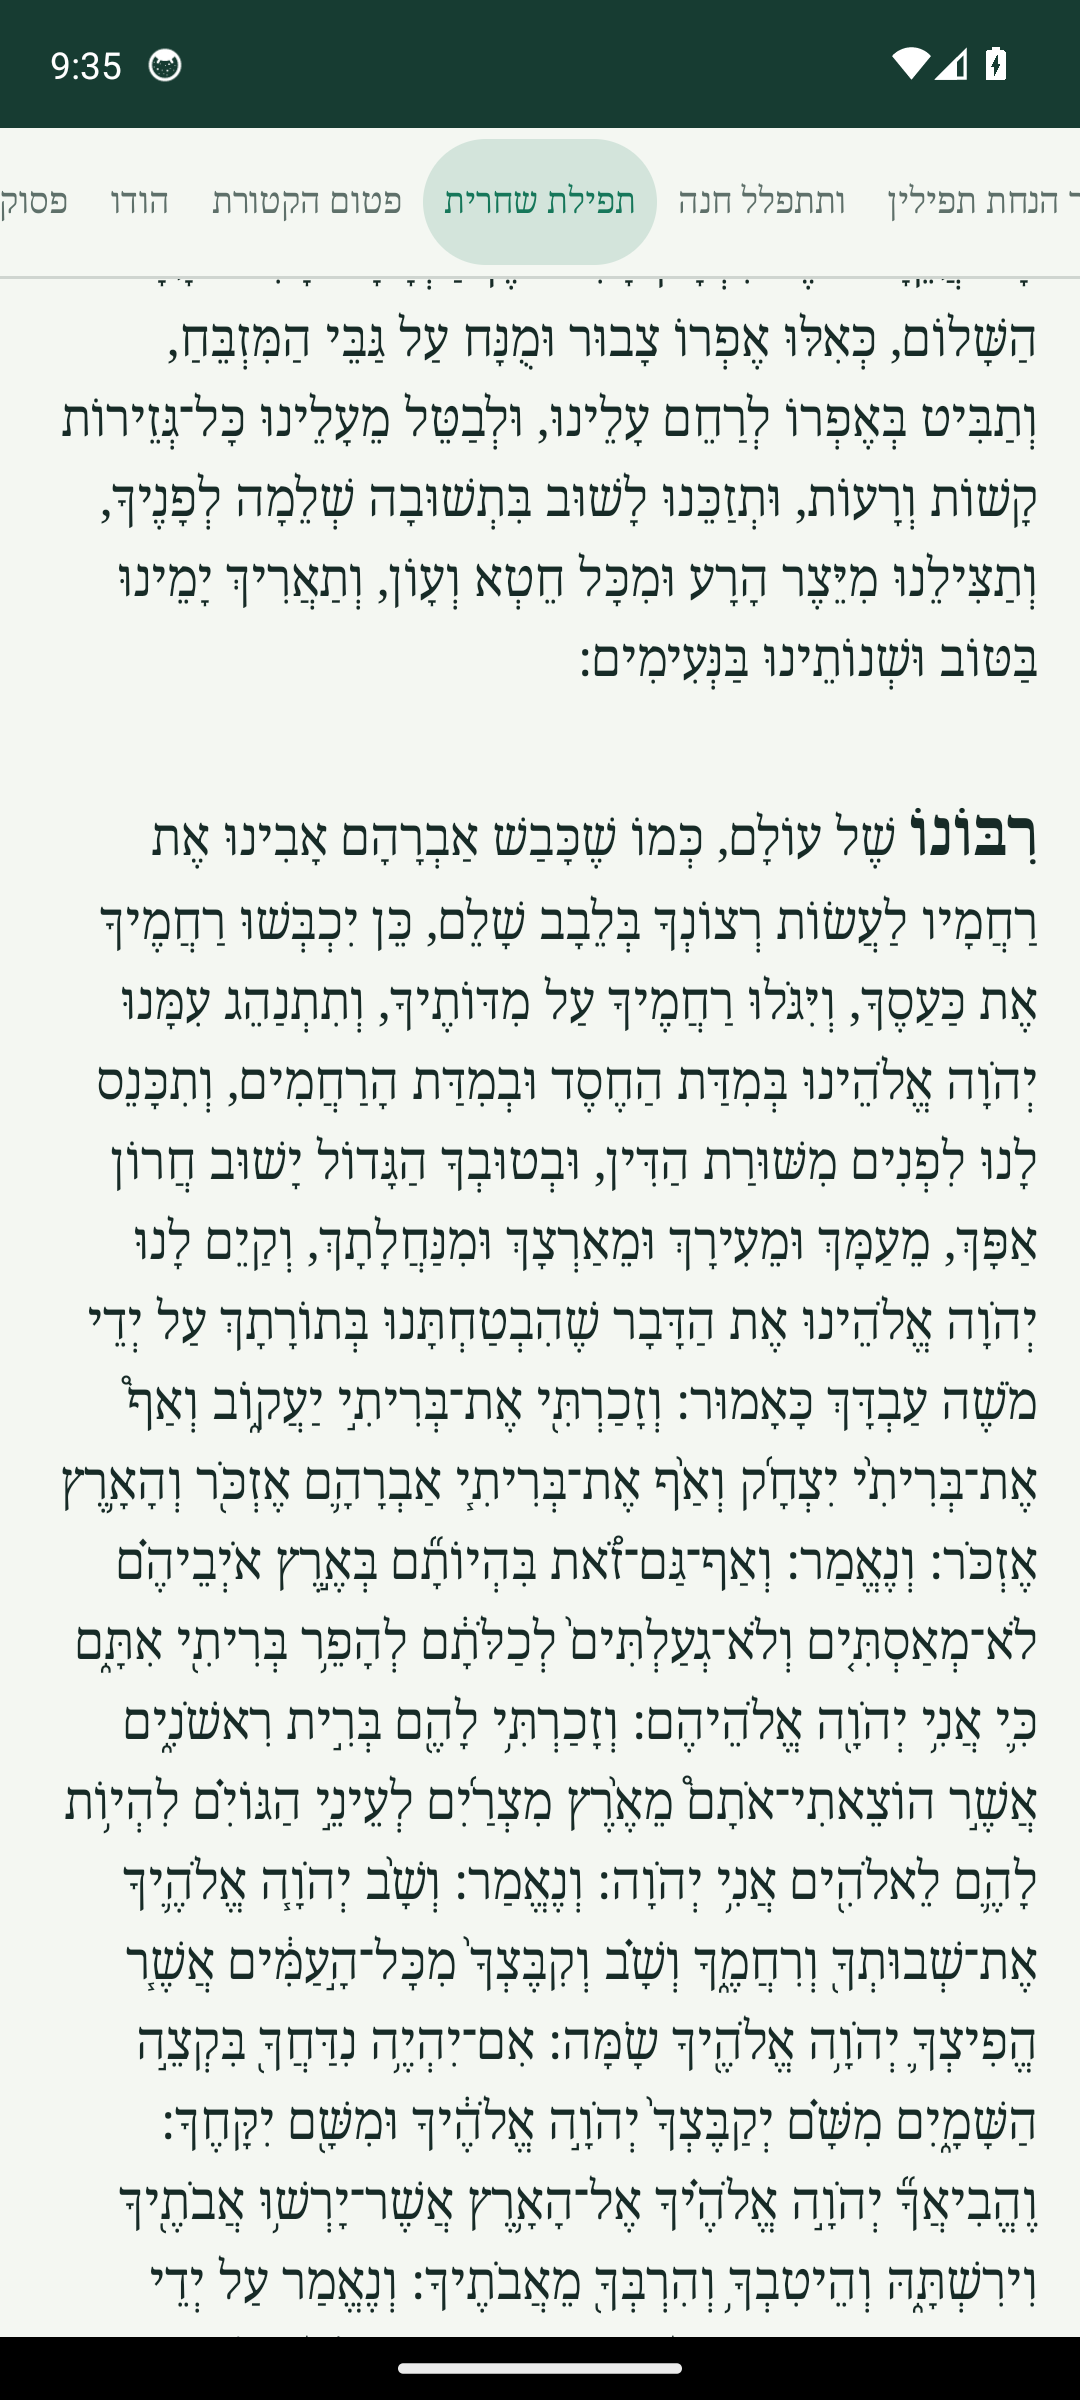 9:35
ר הנחת תפילין ותתפלל חנה תפילת שחרית פטום הקטורת הודו פסוק
הַשָּׁלוֹם, כְּאִלּוּ אֶפְרוֹ צָבוּר וּמֻנָּח עַל גַּבֵּי הַמִּזְבֵּחַ,
וְתַבִּיט בְּאֶפְרוֹ לְרַחֵם עָלֵינוּ, וּלְבַטֵּל מֵעָלֵינוּ כָּל־גְּזֵירוֹת
קָשׁוֹת וְרָעוֹת, וּתְזַכֵּנוּ לָשׁוּב בִּתְשׁוּבָה שְׁלֵמָה לְפָנֶיךָ,
וְתַצִּילֵנוּ מִיֵּצֶר הָרָע וּמִכָּל חֵטְא וְעָוֹן, וְתַאֲרִיךְ יָמֵינוּ
בַּטּוֹב וּשְׁנוֹתֵינוּ בַּנְּעִימִים:
רִבּוֹנוֹ שֶׁל עוֹלָם, כְּמוֹ שֶׁכָּבַשׁ אַבְרָהָם אָבִינוּ אֶת
רַחֲמָיו לַעֲשׂוֹת רְצוֹנְךָ בְּלֵבָב שָׁלֵם, כֵּן יִכְבְּשׁוּ רַחֲמֶיךָ
אֶת כַּעַסֶךָ, וְיִגֹּלוּ רַחֲמֶיךָ עַל מִדּוֹתֶיךָ, וְתִתְנַהֵג עִמָּנוּ
יְהֹוָה אֱלֹהֵינוּ בְּמִדַּת הַחֶסֶד וּבְמִדַּת הָרַחֲמִים, וְתִכָּנֵס
לָנוּ לִפְנִים מִשּׁוּרַת הַדִּין, וּבְטוּבְךָ הַגָּדוֹל יָשׁוּב חֲרוֹן
אַפָּךְ, מֵעַמָּךְ וּמֵעִירָךְ וּמֵאַרְצָךְ וּמִנַּחֲלָתָךְ, וְקַיֵּם לָנוּ
יְהֹוָה אֱלֹהֵינוּ אֶת הַדָּבָר שֶׁהִבְטַחְתָּנוּ בְּתוֹרָתָךְ עַל יְדֵי
מֹשֶׁה עַבְדָּךְ כָּאָמוּר: וְזָכַרְתִּ֖י אֶת־בְּרִיתִ֣י יַעֲק֑וֹב וְאַף֩
אֶת־בְּרִיתִ֨י יִצְחָ֜ק וְאַ֨ף אֶת־בְּרִיתִ֧י אַבְרָהָ֛ם אֶזְכֹּ֖ר וְהָאָ֥רֶץ
אֶזְכֹּר: וְנֶאֱמַר: וְאַף־גַּם־זֹ֠את בִּהְיוֹתָ֞ם בְּאֶ֣רֶץ אֹֽיְבֵיהֶ֗ם
לֹא־מְאַסְתִּ֤ים וְלֹא־גְעַלְתִּים֙ לְכַלֹּתָ֔ם לְהָפֵ֥ר בְּרִיתִ֖י אִתָּ֑ם
כִּ֛י אֲנִ֥י יְהֹוָ֖ה אֱלֹהֵיהֶם: וְזָכַרְתִּ֥י לָהֶ֖ם בְּרִ֣ית רִאשֹׁנִ֑ים
אֲשֶׁ֣ר הוֹצֵאתִי־אֹתָם֩ מֵאֶ֨רֶץ מִצְרַ֜יִם לְעֵינֵ֣י הַגּוֹיִ֗ם לִהְי֥וֹת
לָהֶ֛ם לֵאלֹהִ֖ים אֲנִ֥י יְהֹוָה: וְנֶאֱמַר: וְשָׁ֨ב יְהֹוָ֧ה אֱלֹהֶ֛יךָ
אֶת־שְׁבוּתְךָ֖ וְרִחֲמֶ֑ךָ וְשָׁ֗ב וְקִבֶּצְךָ֙ מִכָּל־הָ֣עַמִּ֔ים אֲשֶׁ֧ר
הֱפִיצְךָ֛ יְהֹוָ֥ה אֱלֹהֶ֖יךָ שָׁמָּה: אִם־יִהְיֶ֥ה נִדַּחֲךָ֖ בִּקְצֵ֣ה
הַשָּׁמָ֑יִם מִשָּׁ֗ם יְקַבֶּצְךָ֙ יְהֹוָ֣ה אֱלֹהֶ֔יךָ וּמִשָּׁ֖ם יִקָּחֶךָ:
וֶהֱבִיאֲךָ֞ יְהֹוָ֣ה אֱלֹהֶ֗יךָ אֶל־הָאָ֛רֶץ אֲשֶׁר־יָרְשׁ֥וּ אֲבֹתֶ֖יךָ
וִירִשְׁתָּ֑הּ וְהֵיטִבְךָ֥ וְהִרְבְּךָ֖ מֵאֲבֹתֶיךָ: וְנֶאֱמַר עַל יְדֵי